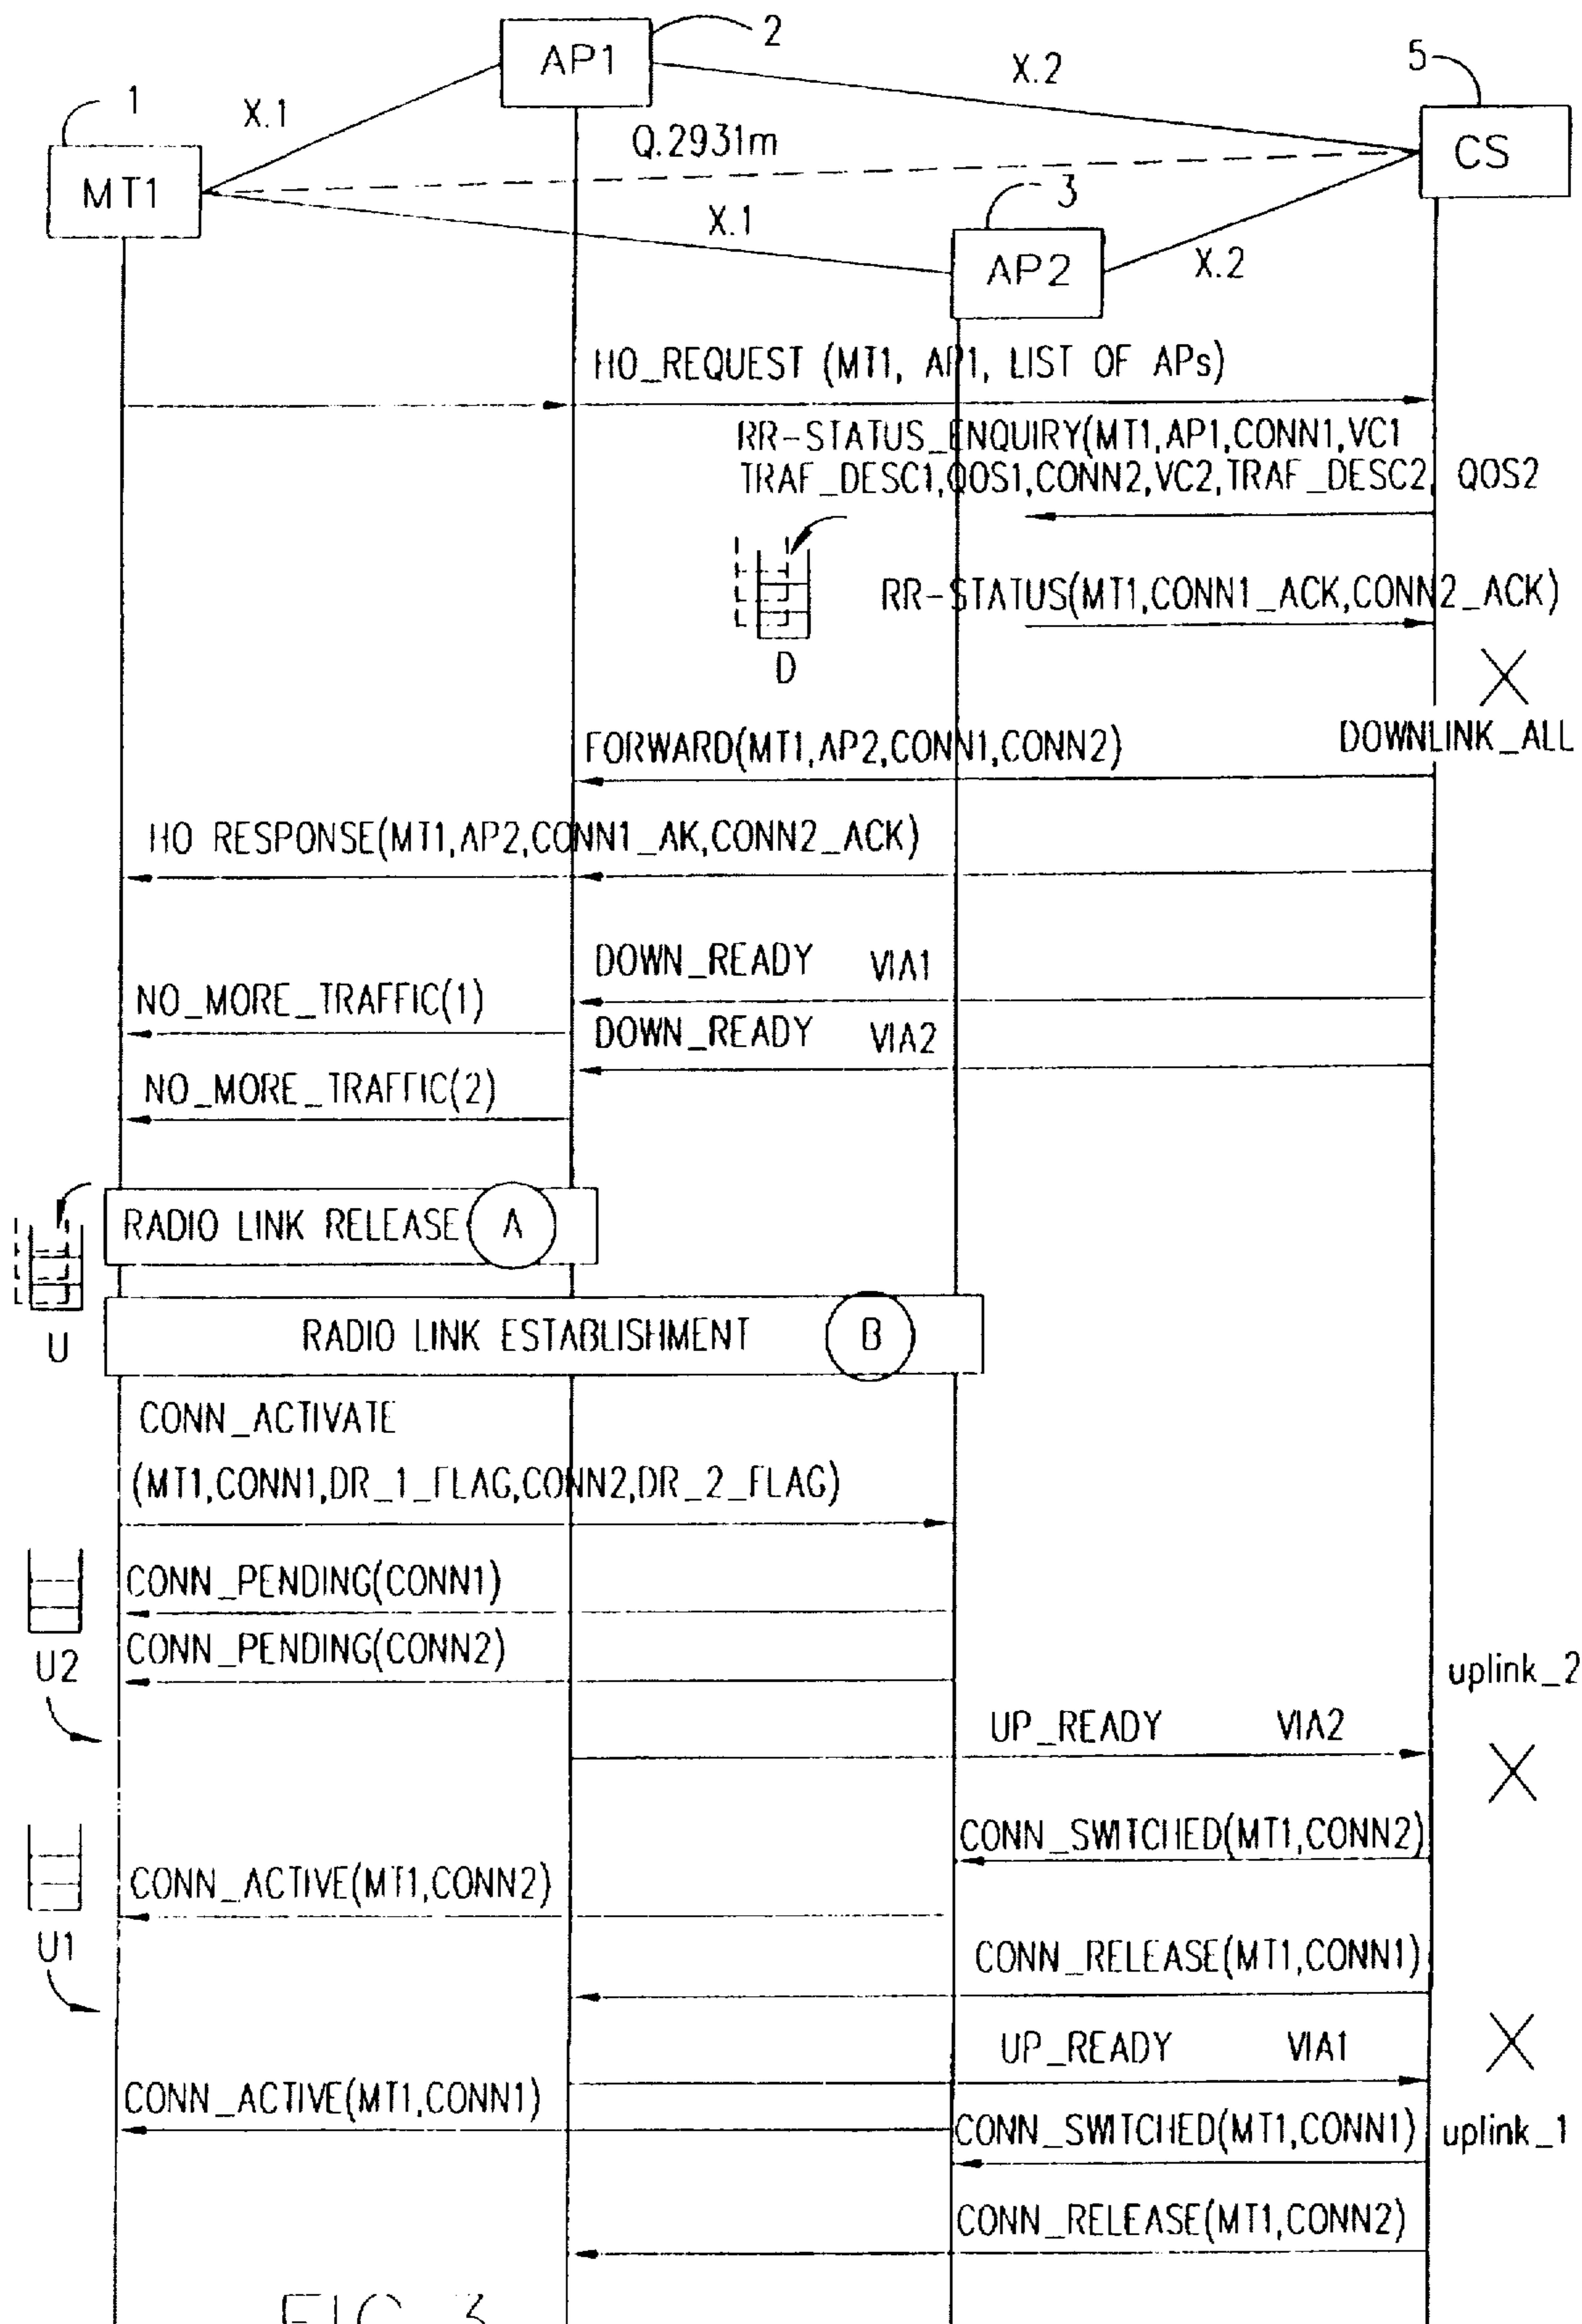 2
AP1
5
X.2
1
X.1
Q.2931m
CS
MT1
3
X.1
AP2
X.2
HO_REQUEST (MT1, AP1, LIST OF APs)
RR-STATUS_ENQUIRY(MT1,AP1,CONN1,VC1
TRAF_DESC1,QOS1,CONN2,VC2,TRAF_DESC2, QOS2
RR-STATUS(MT1,CONN1_ACK,CONN2_ACK)
D
DOWNLINK_ALL
FORWARD(MT1,AP2,CONN1,CONN2)
HO RESPONSE(MT1,AP2,CONN1_AK,CONN2_ACK)
DOWN_READY VIA1
NO_MORE_TRAFFIC(1)
DOWN_READY VIA2
NO_MORE_TRAFFIC(2)
RADIO LINK RELEASE A
U
RADIO LINK ESTABLISHMENT B
CONN_ACTIVATE
(MT1,CONN1,DR_1_FLAG,CONN2,DR_2_FLAG)
CONN_PENDING(CONN1)
CONN_PENDING(CONN2)
U2
uplink_2
UP_READY VIA2
CONN_SWITCHED(MT1,CONN2)
CONN_ACTIVE(MT1,CONN2)
U1
CONN_RELEASE(MT1,CONN1)
UP_READY VIA1
CONN_ACTIVE(MT1,CONN1)
CONN_SWITCHED(MT1,CONN1)
uplink_1
CONN_RELEASE(MT1,CONN2)
FIG. 3